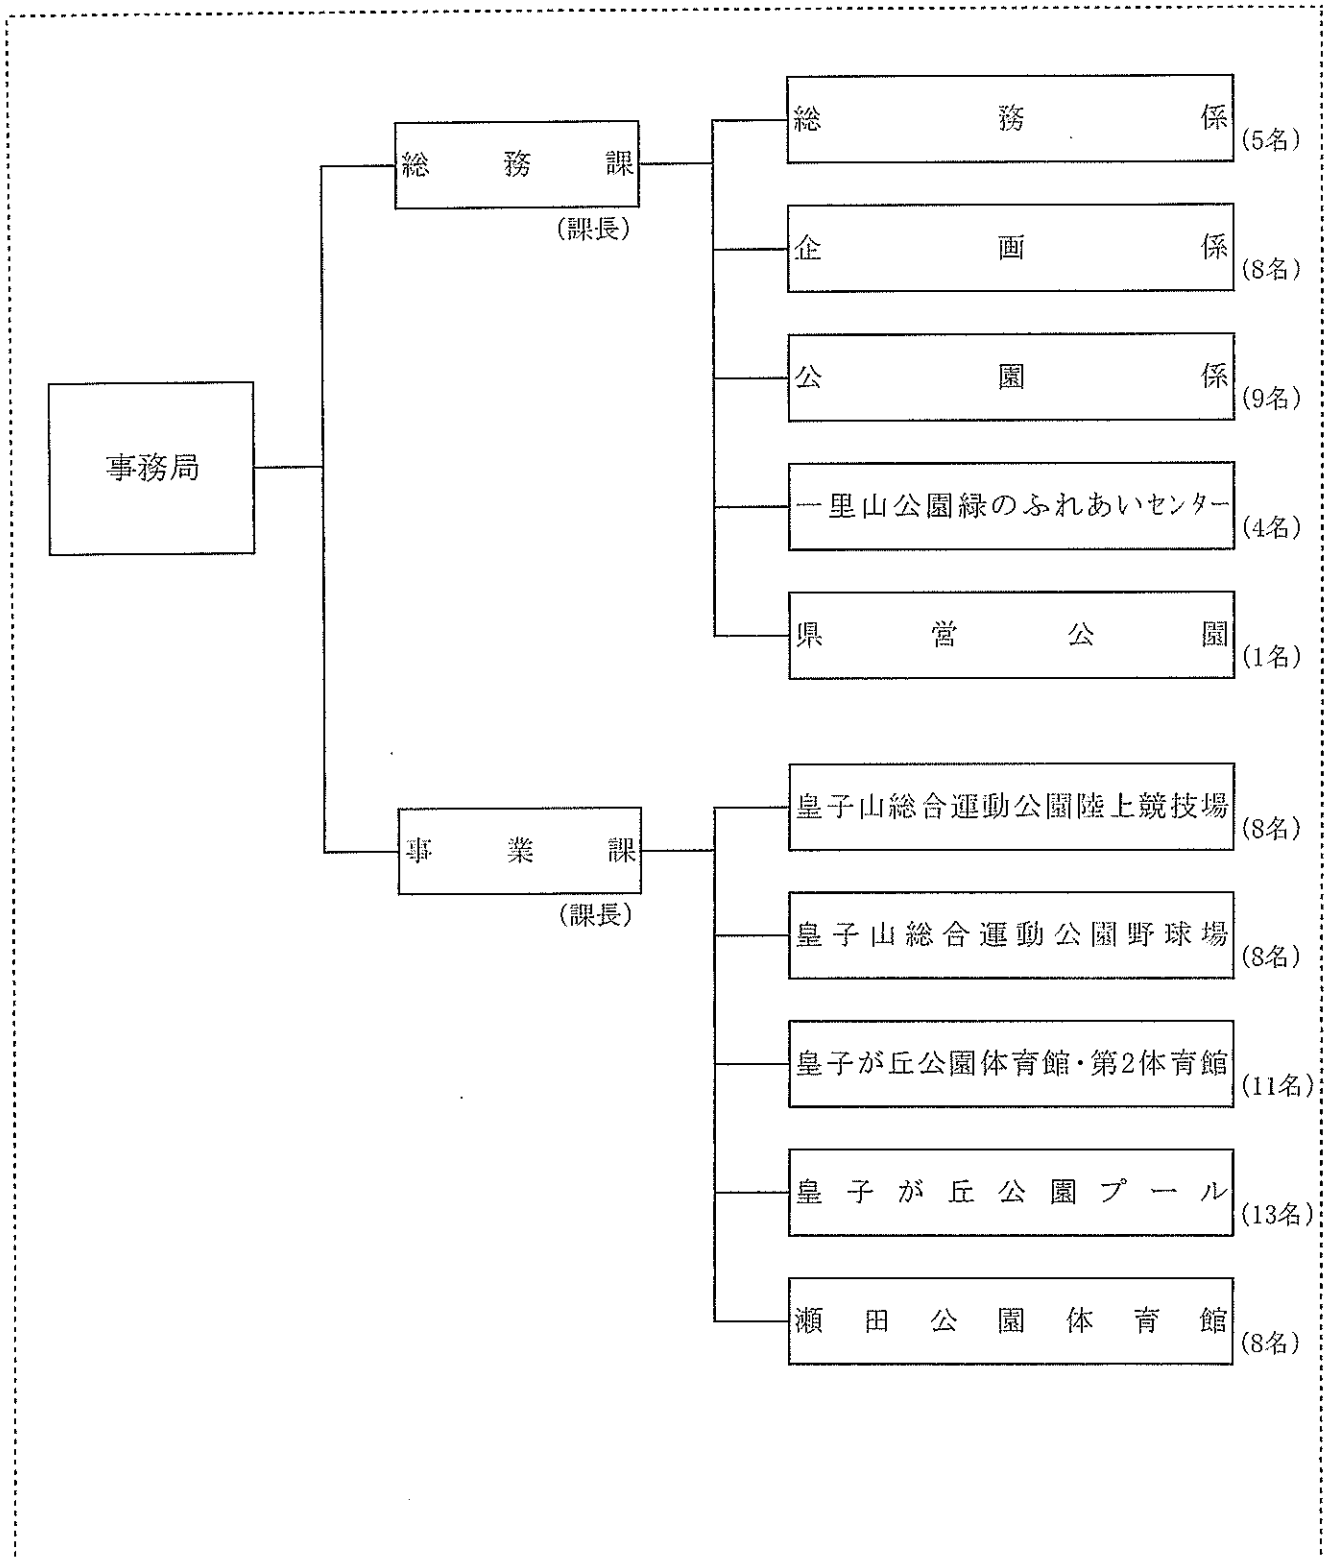 事務局
総務課
(課長)
総務係
(5名)
企画係
(8名)
公園係
(9名)
一里山公園緑のふれあいセンター
(4名)
県営公園
(1名)
事業課
(課長)
皇子山総合運動公園陸上競技場
(8名)
皇子山総合運動公園野球場
(8名)
皇子が丘公園体育館・第2体育館
(11名)
皇子が丘公園プール
(13名)
瀬田公園体育館
(8名)